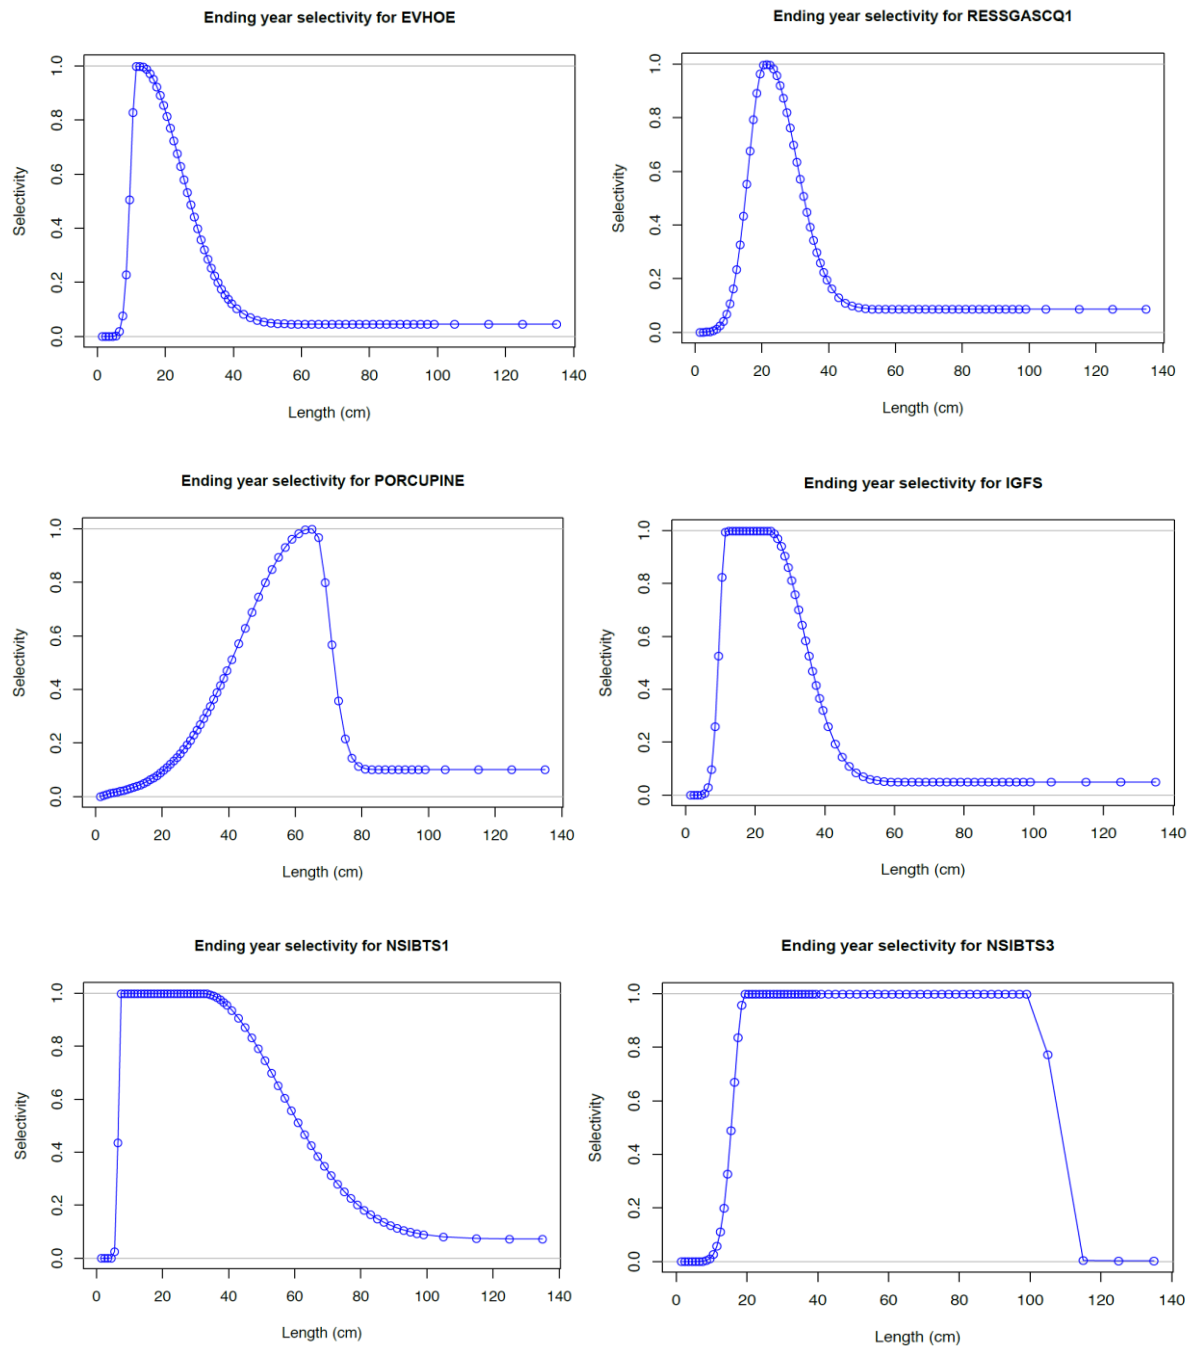 Ending year selectivity for EVHOE
Selectivity
0.0 0.2 0.4 0.6 0.8 1.0
0 20 40 60 80 100 120 140
Length (cm)
Ending year selectivity for RESSGASCQ1
Selectivity
0.0 0.2 0.4 0.6 0.8 1.0
0 20 40 60 80 100 120 140
Length (cm)
Ending year selectivity for PORCUPINE
Selectivity
0.0 0.2 0.4 0.6 0.8 1.0
0 20 40 60 80 100 120 140
Length (cm)
Ending year selectivity for IGFS
Selectivity
0.0 0.2 0.4 0.6 0.8 1.0
0 20 40 60 80 100 120 140
Length (cm)
Ending year selectivity for NSIBTS1
Selectivity
0.0 0.2 0.4 0.6 0.8 1.0
0 20 40 60 80 100 120 140
Length (cm)
Ending year selectivity for NSIBTS3
Selectivity
0.0 0.2 0.4 0.6 0.8 1.0
0 20 40 60 80 100 120 140
Length (cm)